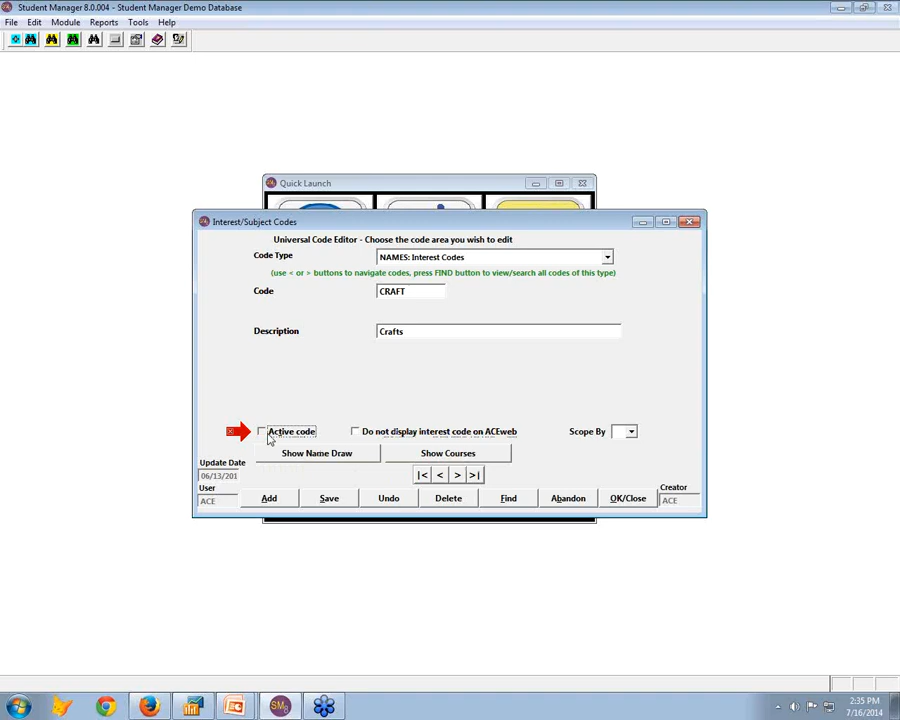 Student Manager 8.0.004 - Student Manager Demo Database
File Edit Module Reports Tools Help
Quick Launch
Interest/Subject Codes
Universal Code Editor - Choose the code area you wish to edit
Code Type NAMES: Interest Codes
(use < or > buttons to navigate codes, press FIND button to view/search all codes of this type)
Code CRAFT
Description Crafts
Active code Do not display interest code on ACEweb Scope By
Show Name Draw Show Courses
Update Date
06/13/201
|< < > >|
User Creator
ACE Add Save Undo Delete Find Abandon OK/Close ACE
SM8
2:35 PM
7/16/2014